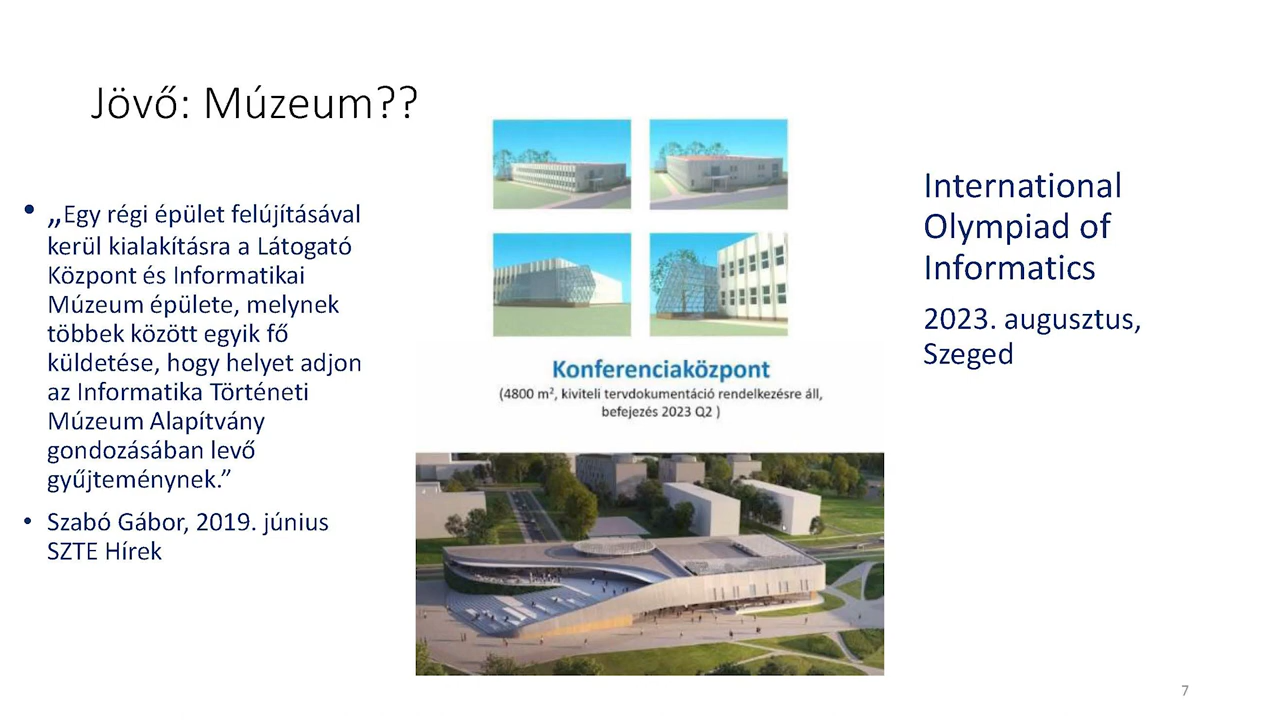 Jövő: Múzeum??
• „Egy régi épület felújításával
kerül kialakításra a Látogató
Központ és Informatikai
Múzeum épülete, melynek
többek között egyik fő
küldetése, hogy helyet adjon
az Informatika Történeti
Múzeum Alapítvány
gondozásában levő
gyűjteménynek.”
• Szabó Gábor, 2019. június
SZTE Hírek
Konferenciaközpont
(4800 m², kiviteli tervdokumentáció rendelkezésre áll,
befejezés 2023 Q2 )
International
Olympiad of
Informatics
2023. augusztus,
Szeged
7